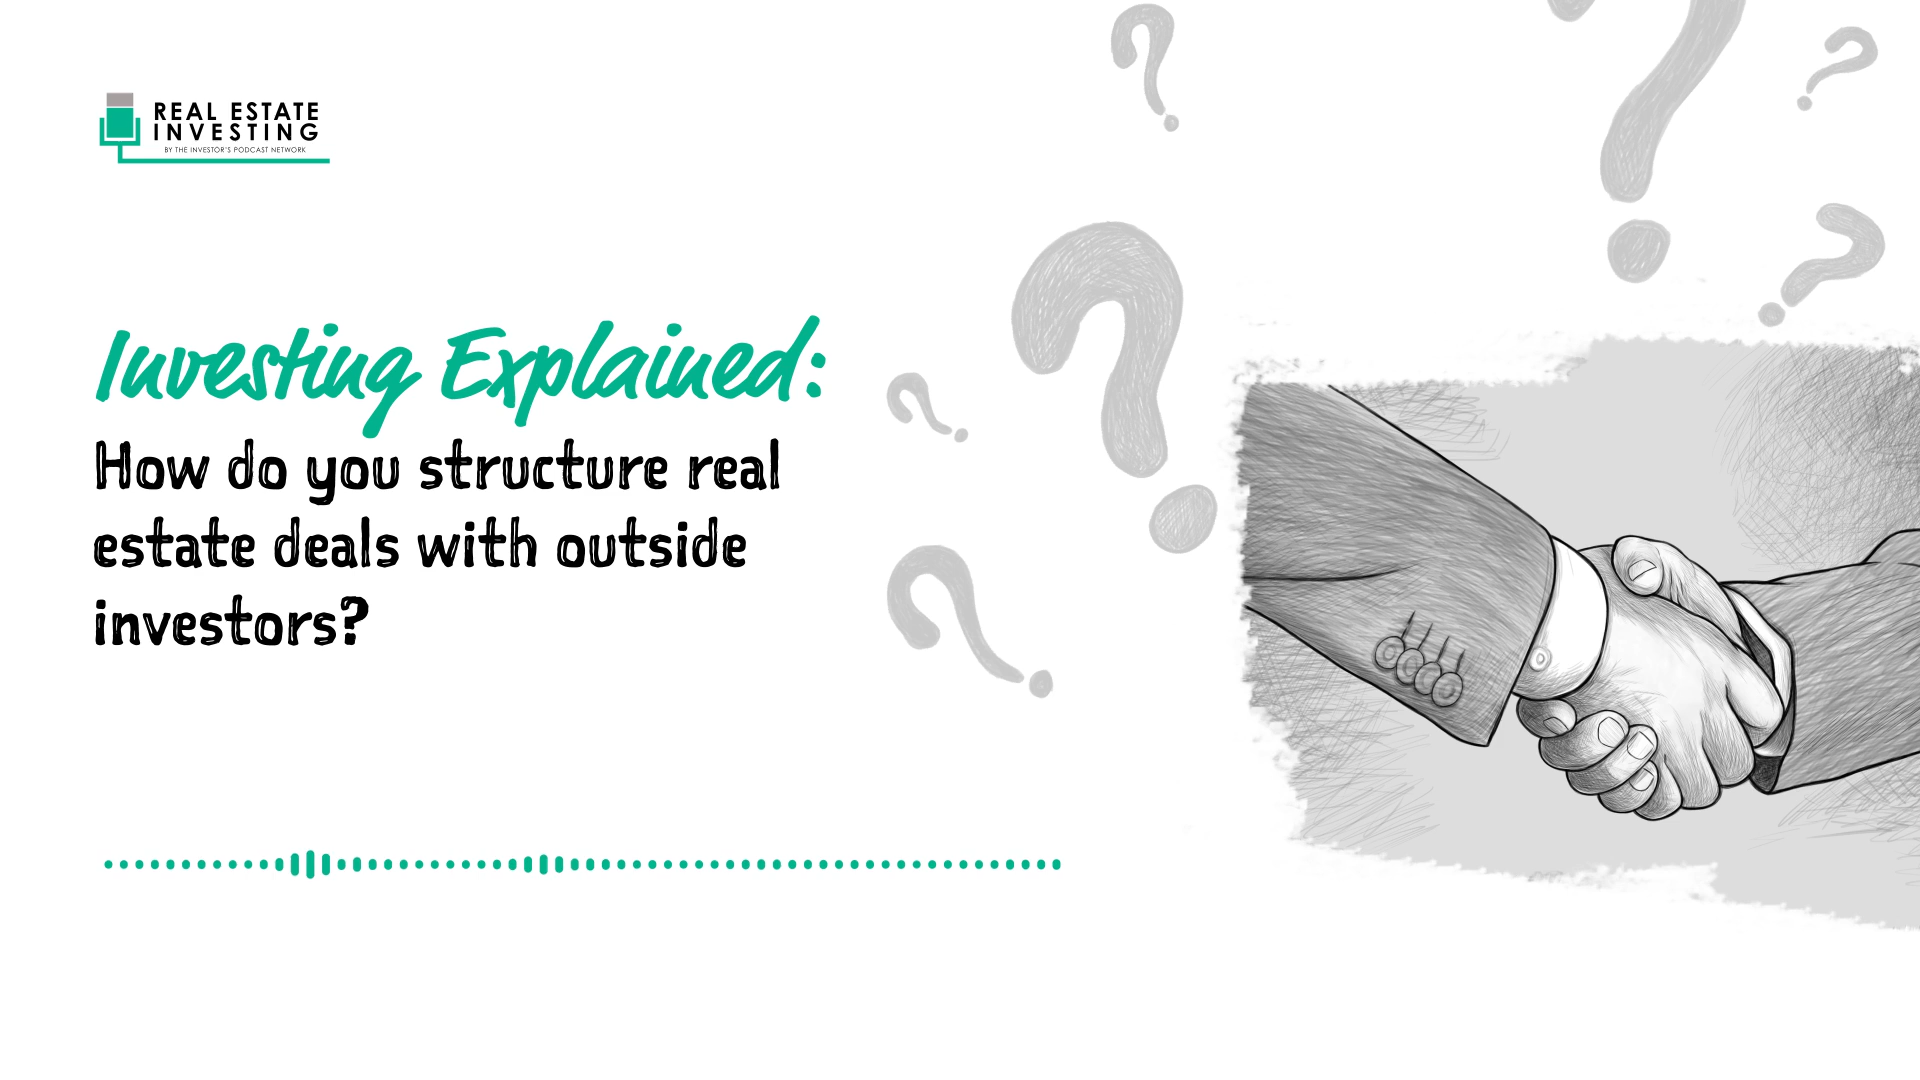 REAL ESTATE
INVESTING
BY THE INVESTOR'S PODCAST NETWORK
Investing Explained:
How do you structure real
estate deals with outside
investors?